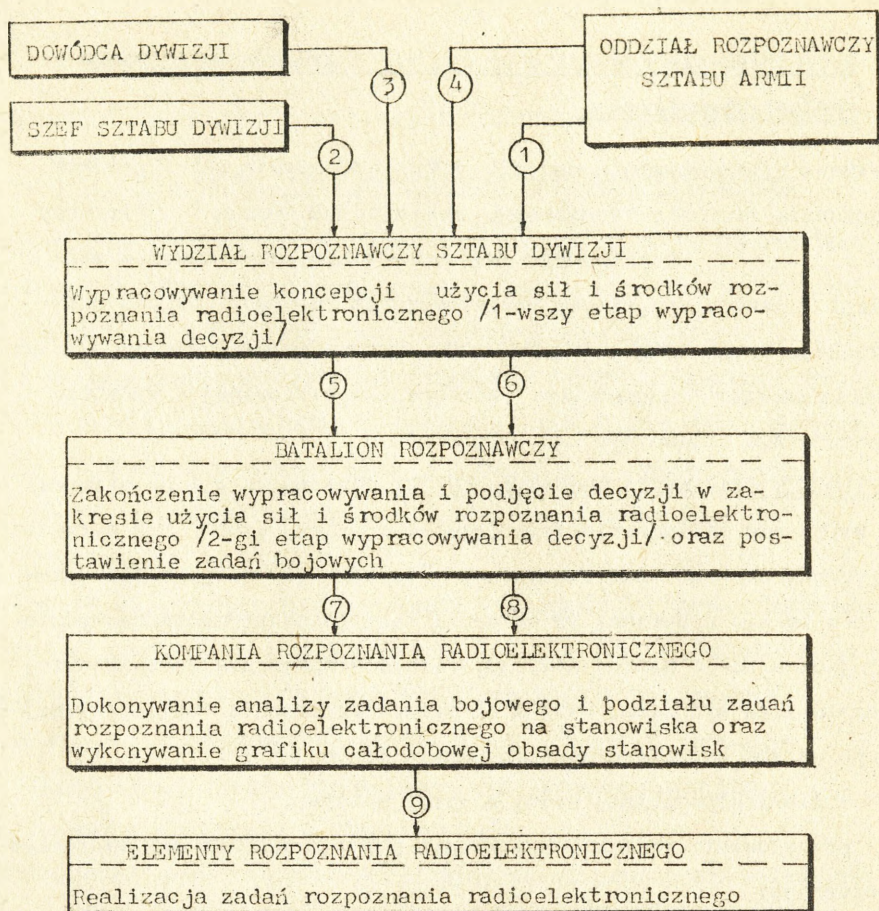 DOWÓDCA DYWIZJI
ODDZIAŁ ROZPOZNAWCZY
SZTABU ARMII
3
4
SZEF SZTABU DYWIZJI
2
1
WYDZIAŁ ROZPOZNAWCZY SZTABU DYWIZJI
Wypracowywanie koncepcji użycia sił i środków roz-
poznania radioelektronicznego /1-wszy etap wypraco-
wywania decyzji/
5
6
BATALION ROZPOZNAWCZY
Zakończenie wypracowywania i podjęcie decyzji w za-
kresie użycia sił i środków rozpoznania radioelektro-
nicznego /2-gi etap wypracowywania decyzji/ oraz pos-
tawienie zadań bojowych
7
8
KOMPANIA ROZPOZNANIA RADIOELEKTRONICZNEGO
Dokonywanie analizy zadania bojowego i podziału zadań
rozpoznania radioelektronicznego na stanowiska oraz
wykonywanie grafiku całodobowej obsady stanowisk
9
ELEMENTY ROZPOZNANIA RADIOELEKTRONICZNEGO
Realizacja zadań rozpoznania radioelektronicznego